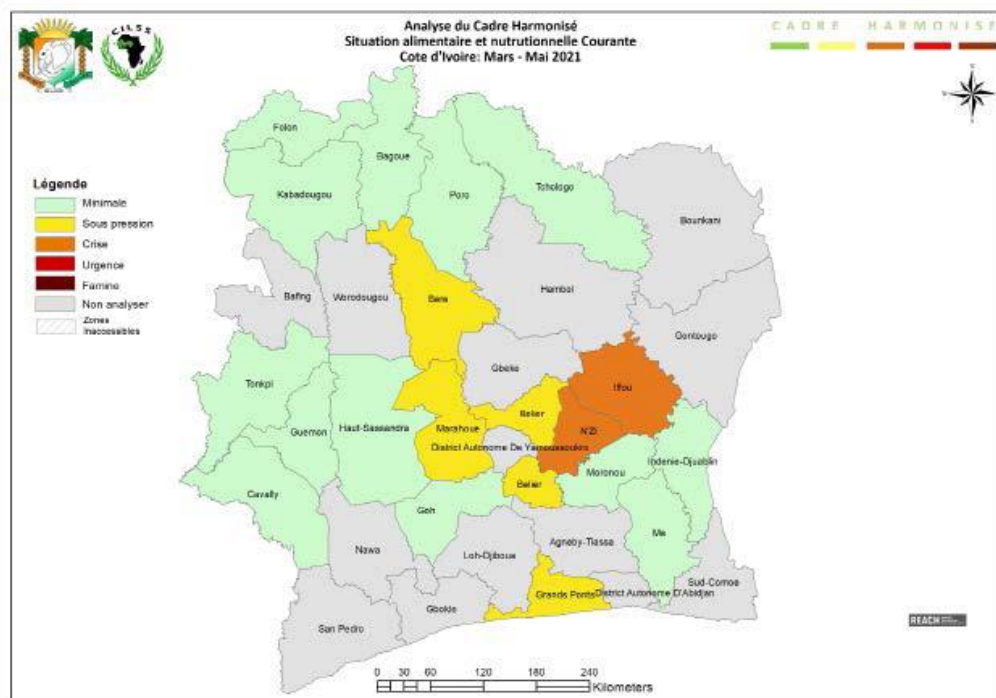 Analyse du Cadre Harmonisé
Situation alimentaire et nutrutionnelle Courante
Cote d'Ivoire: Mars - Mai 2021
CADRE HARMONISE
CILSS
Légende
Minimale
Sous pression
Crise
Urgence
Famine
Non analyser
Zones
Inaccessibles
Folon
Bagoue
Kabadougou
Poro
Tchologo
Bounkani
Bafing
Worodougou
Bere
Hambol
Gontougo
Gbeke
Iffou
Tonkpi
Guemon
Haut-Sassandra
Marahoue
Belier
N'Zi
District Autonome De Yamoussoukro
Indenie-Djuablin
Moronou
Belier
Cavally
Goh
Me
Nawa
Loh-Djiboua
Agneby-Tiassa
Sud-Comoe
Grands Ponts
District Autonome D'Abidjan
Gbokle
San Pedro
REACH
0 30 60 120 180 240
Kilometers